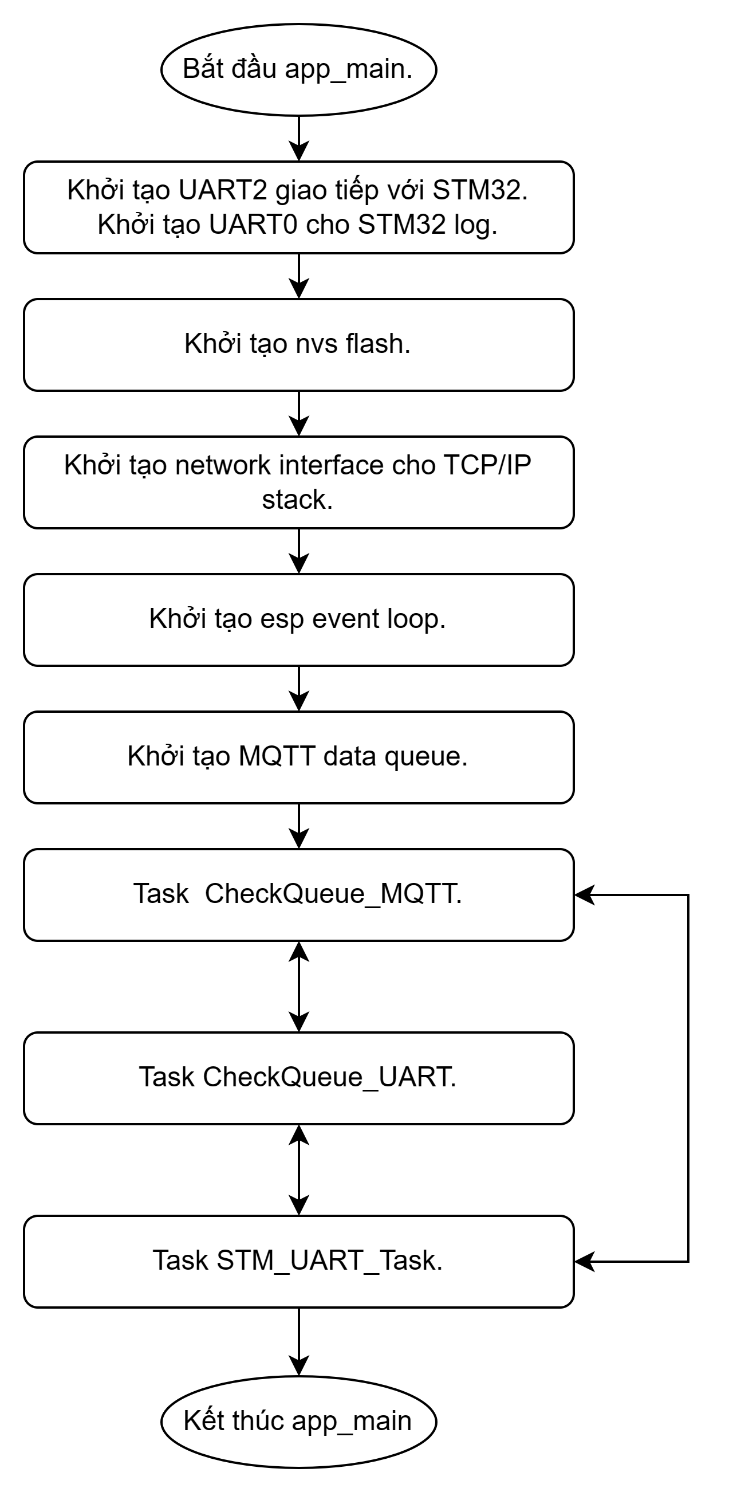 Bắt đầu app_main.
Khởi tạo UART2 giao tiếp với STM32.
Khởi tạo UART0 cho STM32 log.
Khởi tạo nvs flash.
Khởi tạo network interface cho TCP/IP
stack.
Khởi tạo esp event loop.
Khởi tạo MQTT data queue.
Task  CheckQueue_MQTT.
Task CheckQueue_UART.
Task STM_UART_Task.
Kết thúc app_main